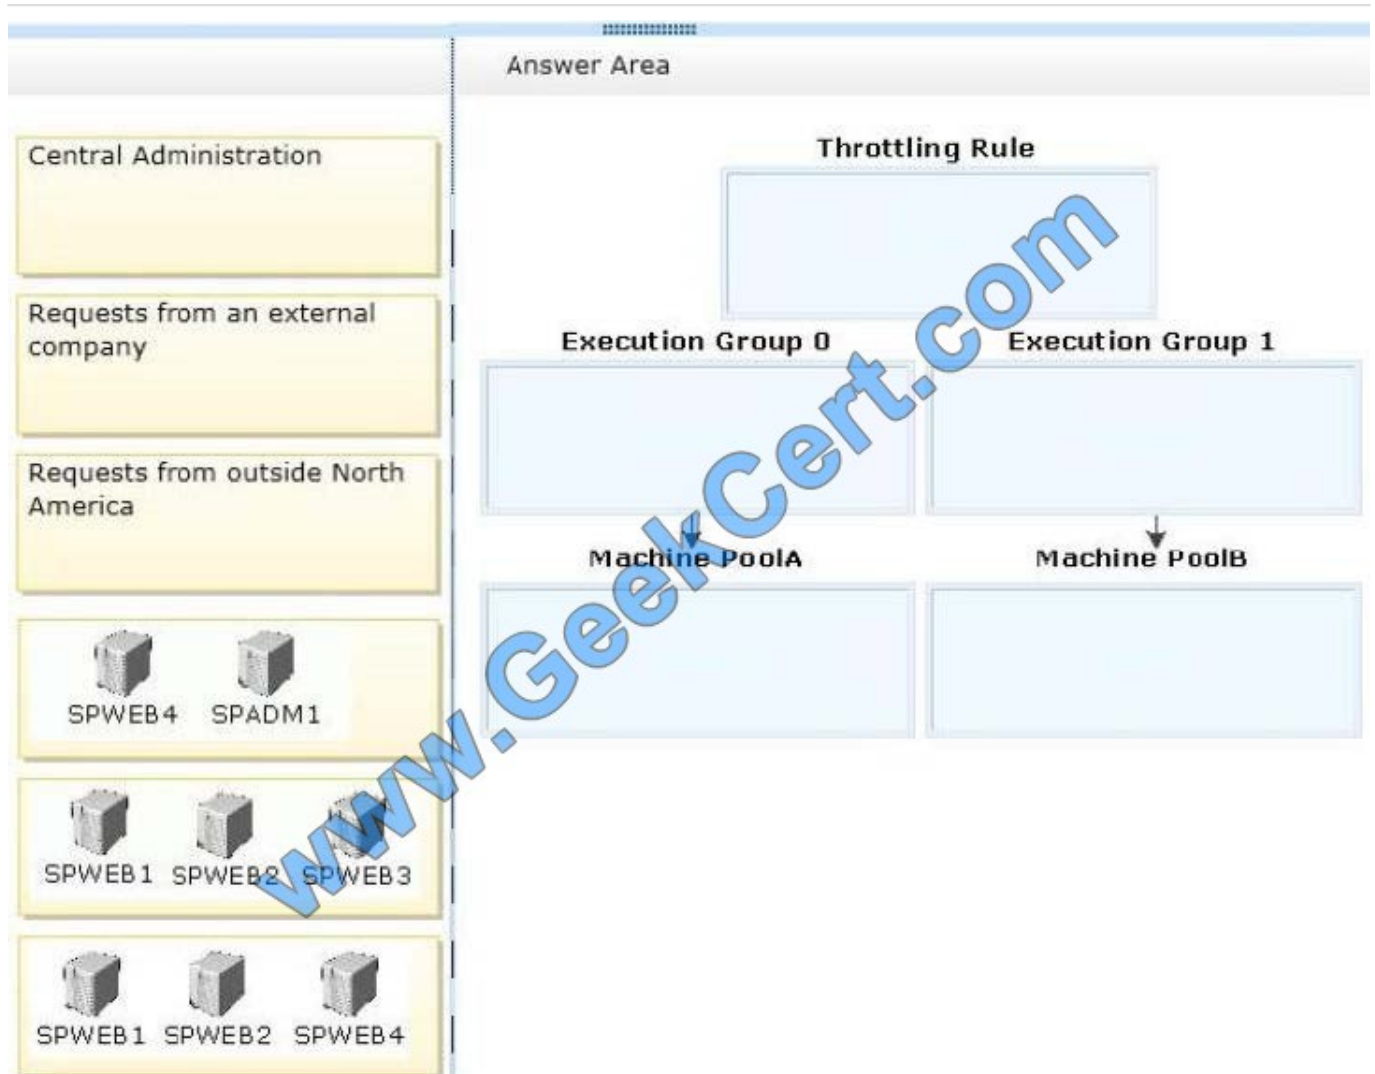 Answer Area
Central Administration
Requests from an external
company
Requests from outside North
America
SPWEB4 SPADM1
SPWEB1 SPWEB2 SPWEB3
SPWEB1 SPWEB2 SPWEB4
Throttling Rule
Execution Group 0 Execution Group 1
Machine PoolA Machine PoolB
www.GeekCert.com